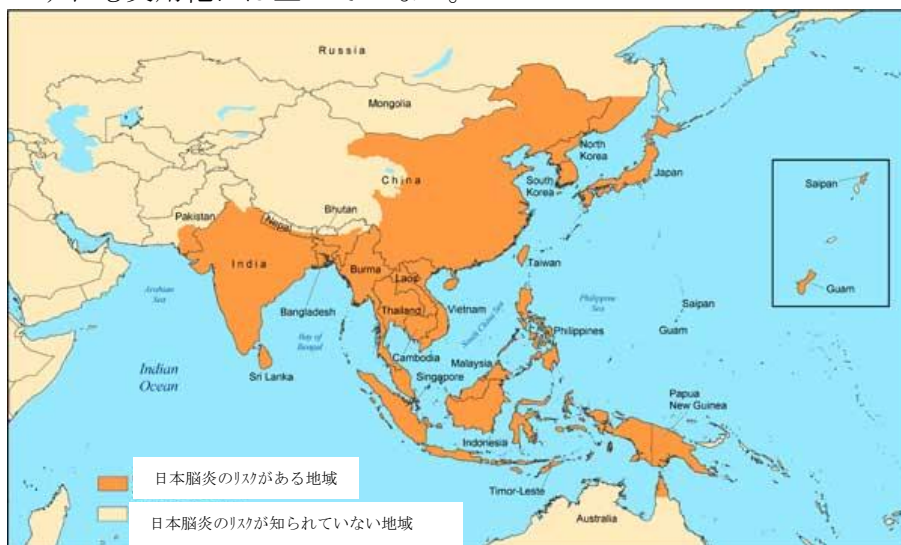 Russia
Mongolia
North
Korea
China
South
Korea
Japan
Saipan
Pakistan
Nepal
Bhutan
India
Burma
Laos
Taiwan
Guam
Arabian
Sea
Bangladesh
Thailand
Vietnam
South China Sea
Philippine
Sea
Saipan
Bay of
Bengal
Philippines
Guam
Cambodia
Malaysia
Indian
Ocean
Sri Lanka
Singapore
Papua
New Guinea
Indonesia
日本脳炎のリスクがある地域
Timor-Leste
日本脳炎のリスクが知られていない地域
Australia